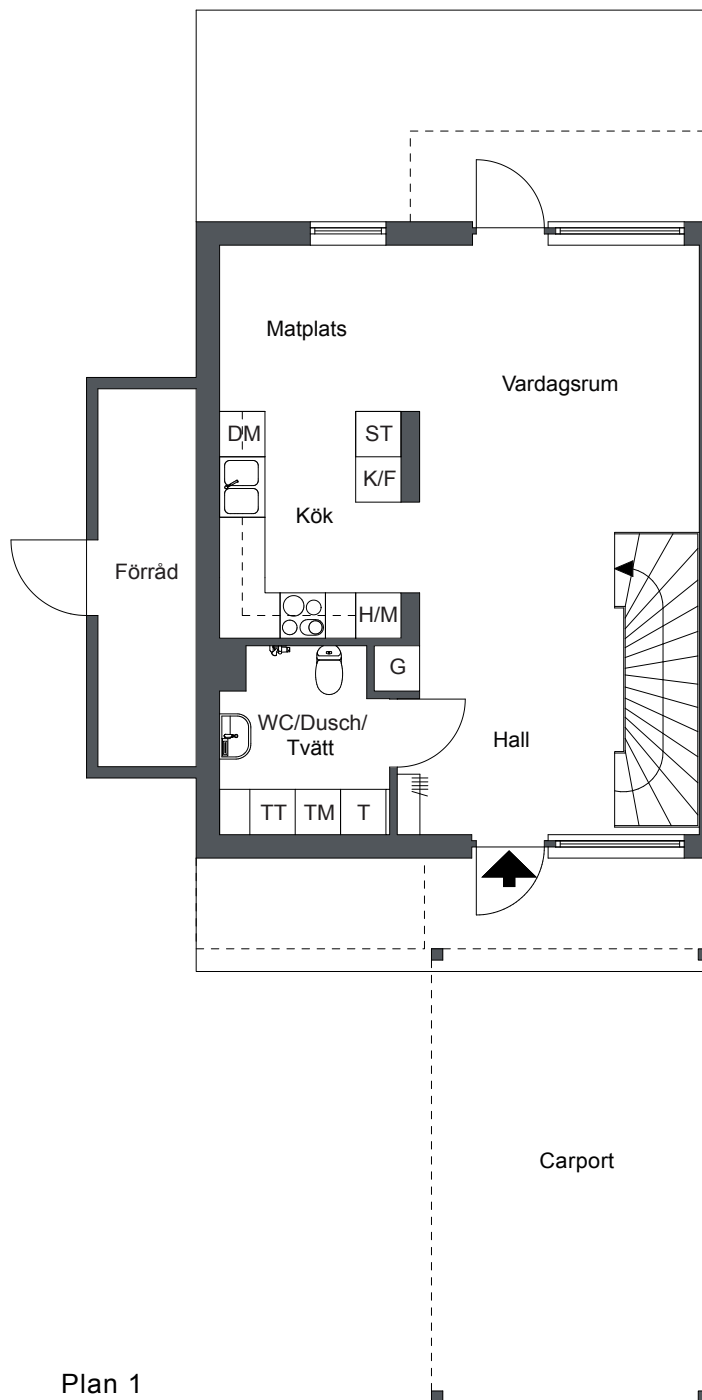 Matplats
Vardagsrum
DM
ST
K/F
Kök
Förråd
H/M
G
WC/Dusch/
Tvätt
Hall
TT
TM
T
Carport
Plan 1